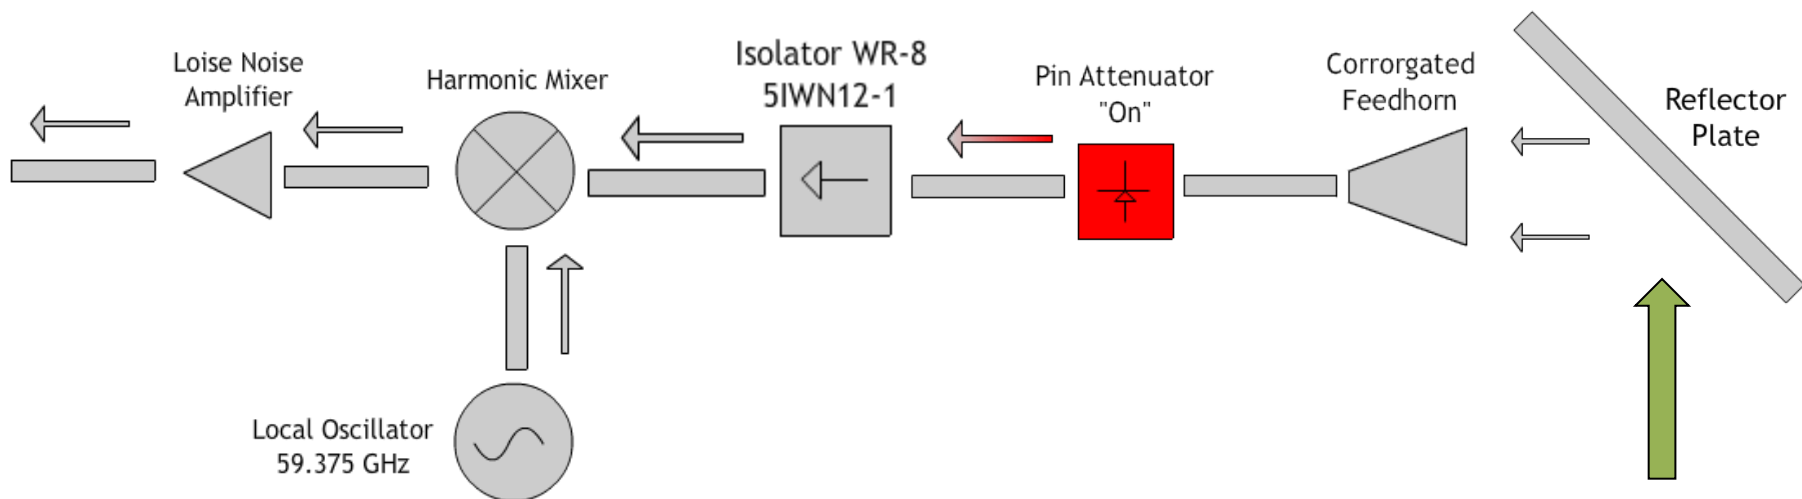 Loise Noise
Amplifier
Harmonic Mixer
Isolator WR-8
5IWN12-1
Pin Attenuator
"On"
Corrorgated
Feedhorn
Reflector
Plate
Local Oscillator
59.375 GHz